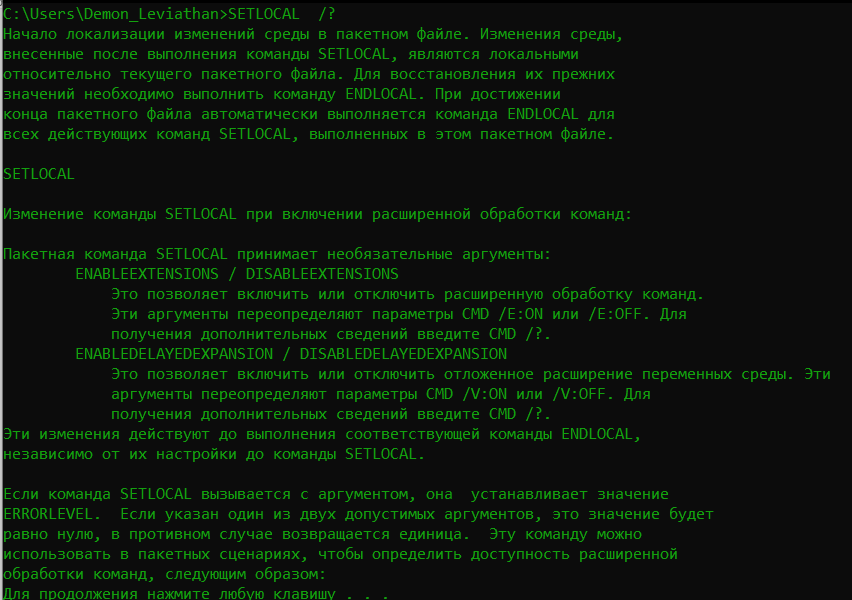 C:\Users\Demon_Leviathan>SETLOCAL  /?
Начало локализации изменений среды в пакетном файле. Изменения среды,
внесенные после выполнения команды SETLOCAL, являются локальными
относительно текущего пакетного файла. Для восстановления их прежних
значений необходимо выполнить команду ENDLOCAL. При достижении
конца пакетного файла автоматически выполняется команда ENDLOCAL для
всех действующих команд SETLOCAL, выполненных в этом пакетном файле.

SETLOCAL

Изменение команды SETLOCAL при включении расширенной обработки команд:

Пакетная команда SETLOCAL принимает необязательные аргументы:
        ENABLEEXTENSIONS / DISABLEEXTENSIONS
            Это позволяет включить или отключить расширенную обработку команд.
            Эти аргументы переопределяют параметры CMD /E:ON или /E:OFF. Для
            получения дополнительных сведений введите CMD /?.
        ENABLEDELAYEDEXPANSION / DISABLEDELAYEDEXPANSION
            Это позволяет включить или отключить отложенное расширение переменных среды. Эти
            аргументы переопределяют параметры CMD /V:ON или /V:OFF. Для
            получения дополнительных сведений введите CMD /?.
Эти изменения действуют до выполнения соответствующей команды ENDLOCAL,
независимо от их настройки до команды SETLOCAL.

Если команда SETLOCAL вызывается с аргументом, она  устанавливает значение
ERRORLEVEL.  Если указан один из двух допустимых аргументов, это значение будет
равно нулю, в противном случае возвращается единица.  Эту команду можно
использовать в пакетных сценариях, чтобы определить доступность расширенной
обработки команд, следующим образом:
Для продолжения нажмите любую клавишу . . .